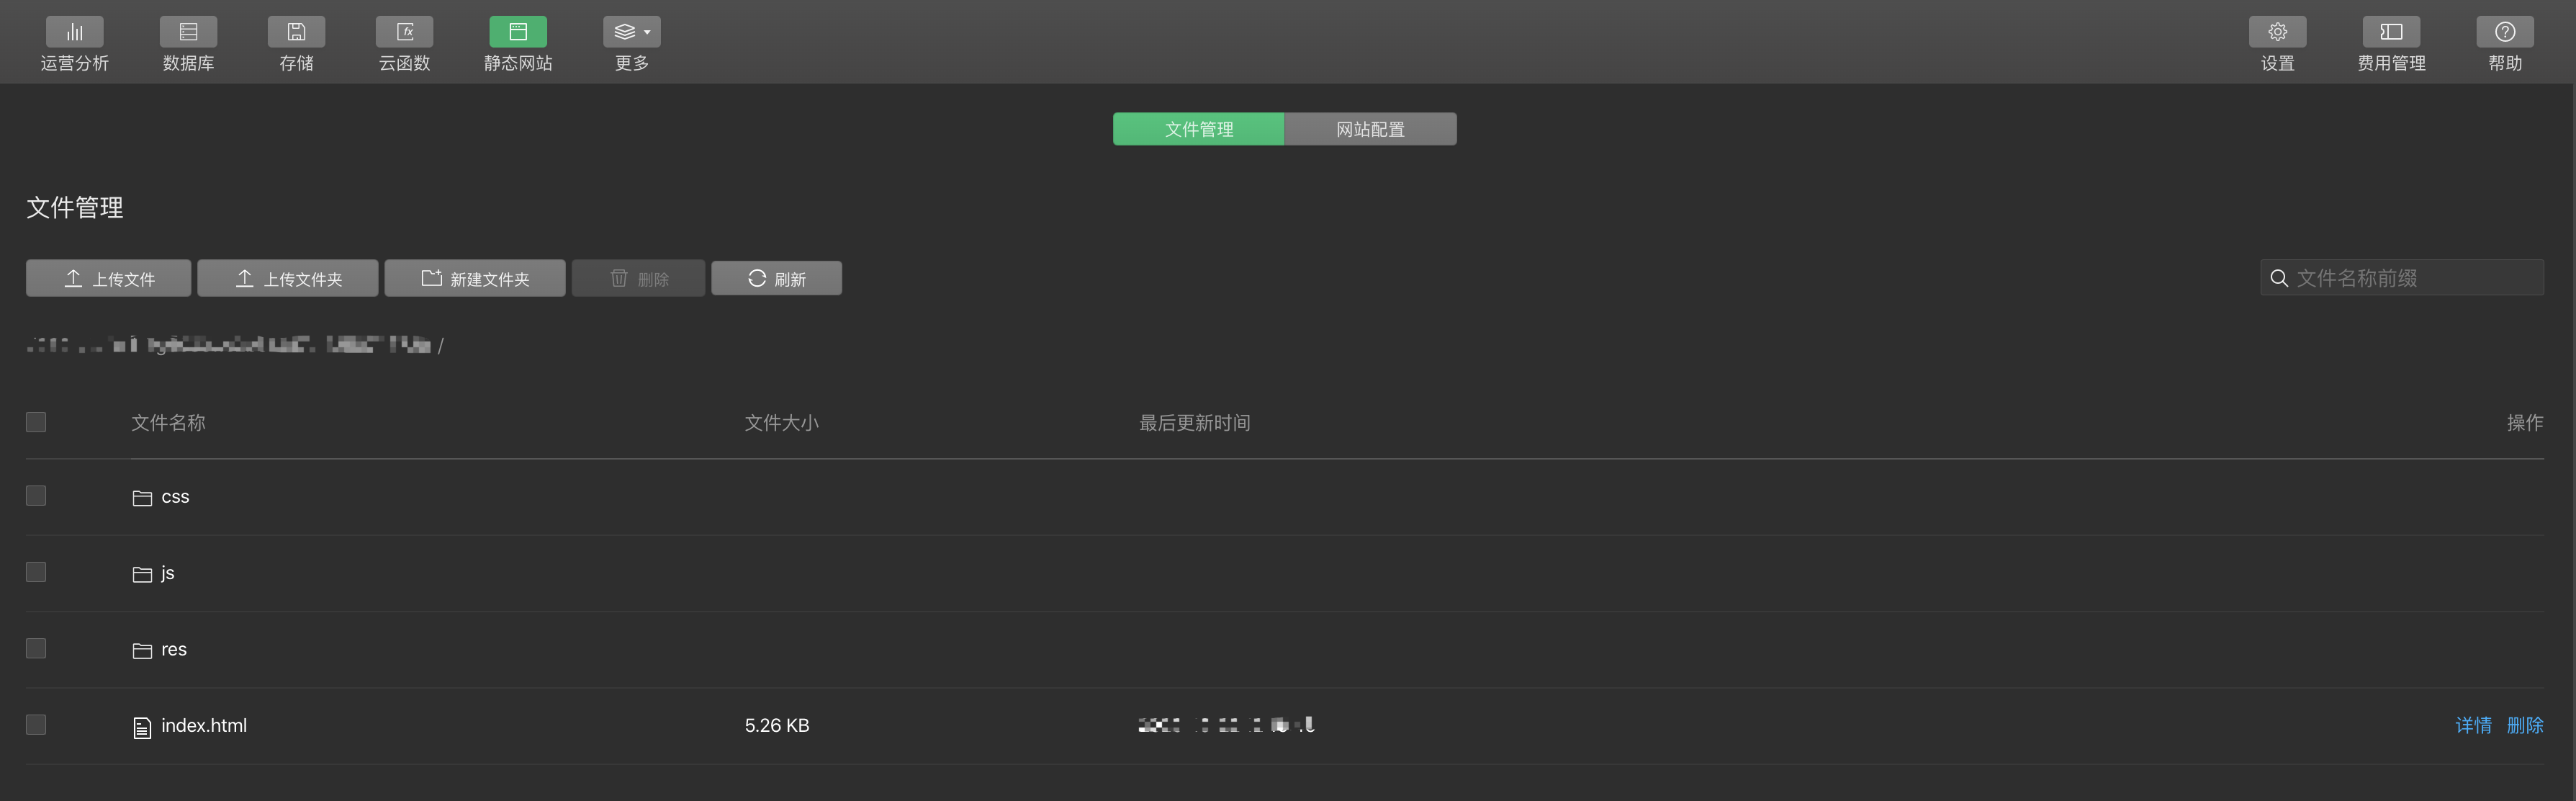 运营分析 数据库 存储 云函数 静态网站 更多 设置 费用管理 帮助
文件管理 网站配置
文件管理
上传文件 上传文件夹 新建文件夹 删除 刷新 文件名称前缀
/
文件名称 文件大小 最后更新时间 操作
css
js
res
index.html 5.26 KB 详情 删除